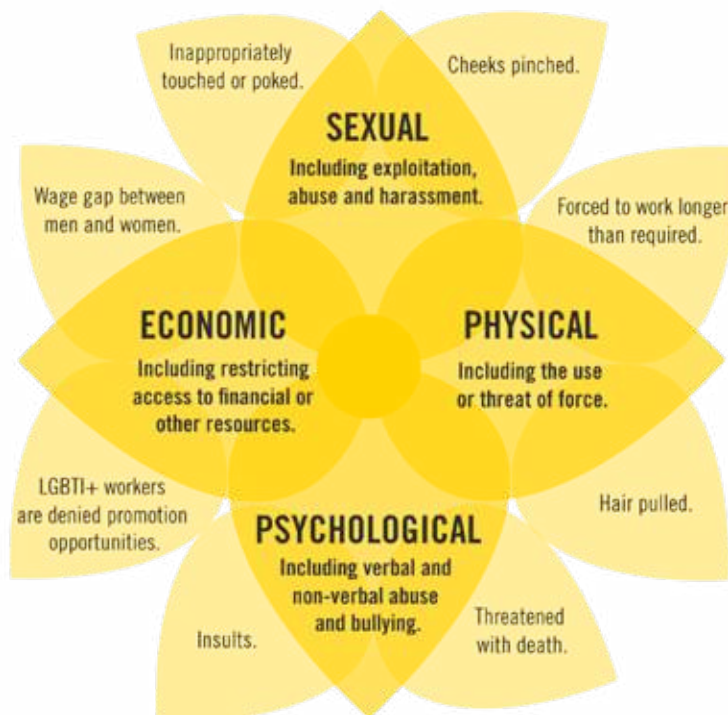 Inappropriately
touched or poked.
Cheeks pinched.
SEXUAL
Including exploitation,
abuse and harassment.
Wage gap between
men and women.
Forced to work longer
than required.
ECONOMIC
Including restricting
access to financial or
other resources.
PHYSICAL
Including the use
or threat of force.
LGBTI+ workers
are denied promotion
opportunities.
Hair pulled.
PSYCHOLOGICAL
Including verbal and
non-verbal abuse
and bullying.
Insults.
Threatened
with death.